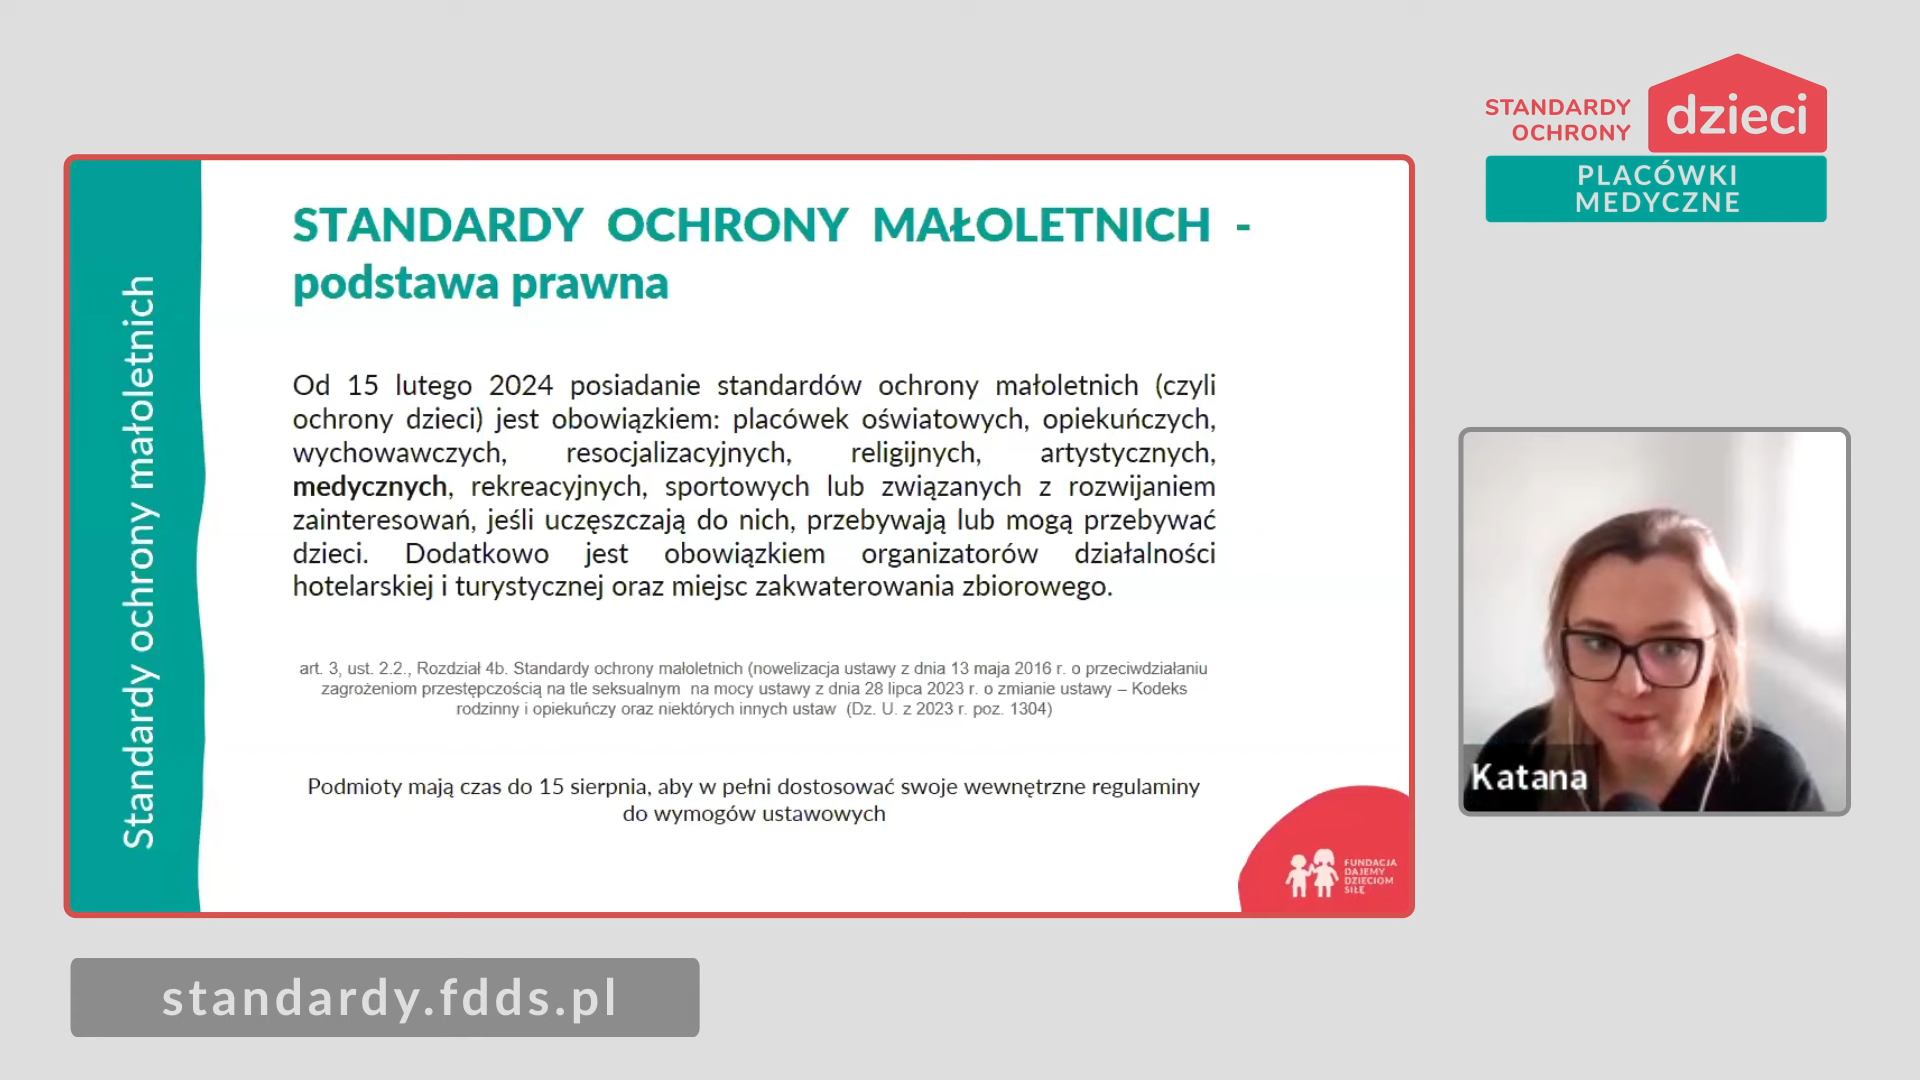 STANDARDY
OCHRONY
dzieci
PLACÓWKI
MEDYCZNE
Standardy ochrony małoletnich
STANDARDY OCHRONY MAŁOLETNICH -
podstawa prawna
Od 15 lutego 2024 posiadanie standardów ochrony małoletnich (czyli
ochrony dzieci) jest obowiązkiem: placówek oświatowych, opiekuńczych,
wychowawczych, resocjalizacyjnych, religijnych, artystycznych,
medycznych, rekreacyjnych, sportowych lub związanych z rozwijaniem
zainteresowań, jeśli uczęszczają do nich, przebywają lub mogą przebywać
dzieci. Dodatkowo jest obowiązkiem organizatorów działalności
hotelarskiej i turystycznej oraz miejsc zakwaterowania zbiorowego.
art. 3, ust. 2.2., Rozdział 4b. Standardy ochrony małoletnich (nowelizacja ustawy z dnia 13 maja 2016 r. o przeciwdziałaniu
zagrożeniom przestępczością na tle seksualnym na mocy ustawy z dnia 28 lipca 2023 r. o zmianie ustawy – Kodeks
rodzinny i opiekuńczy oraz niektórych innych ustaw (Dz. U. z 2023 r. poz. 1304)
Podmioty mają czas do 15 sierpnia, aby w pełni dostosować swoje wewnętrzne regulaminy
do wymogów ustawowych
FUNDACJA
DAJEMY
DZIECIOM
SIŁĘ
Katana
standardy.fdds.pl